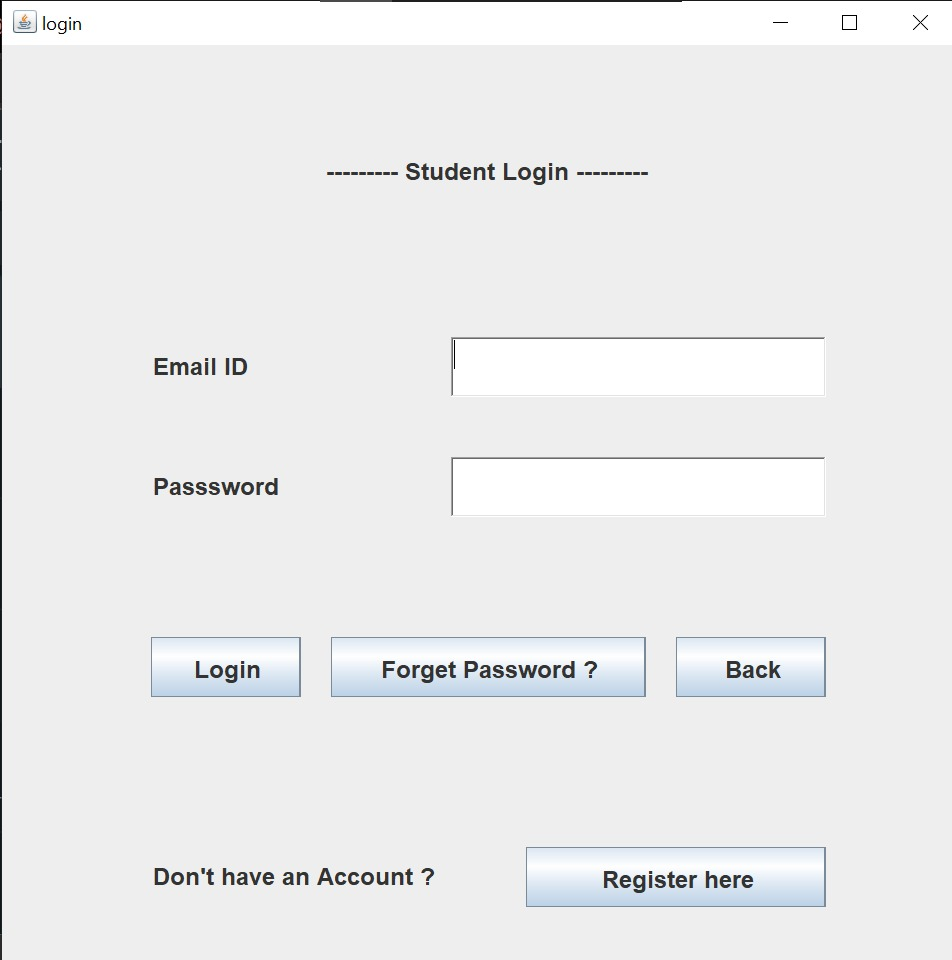 login
--------- Student Login ---------
Email ID
Passsword
Login Forget Password ? Back
Don't have an Account ? Register here